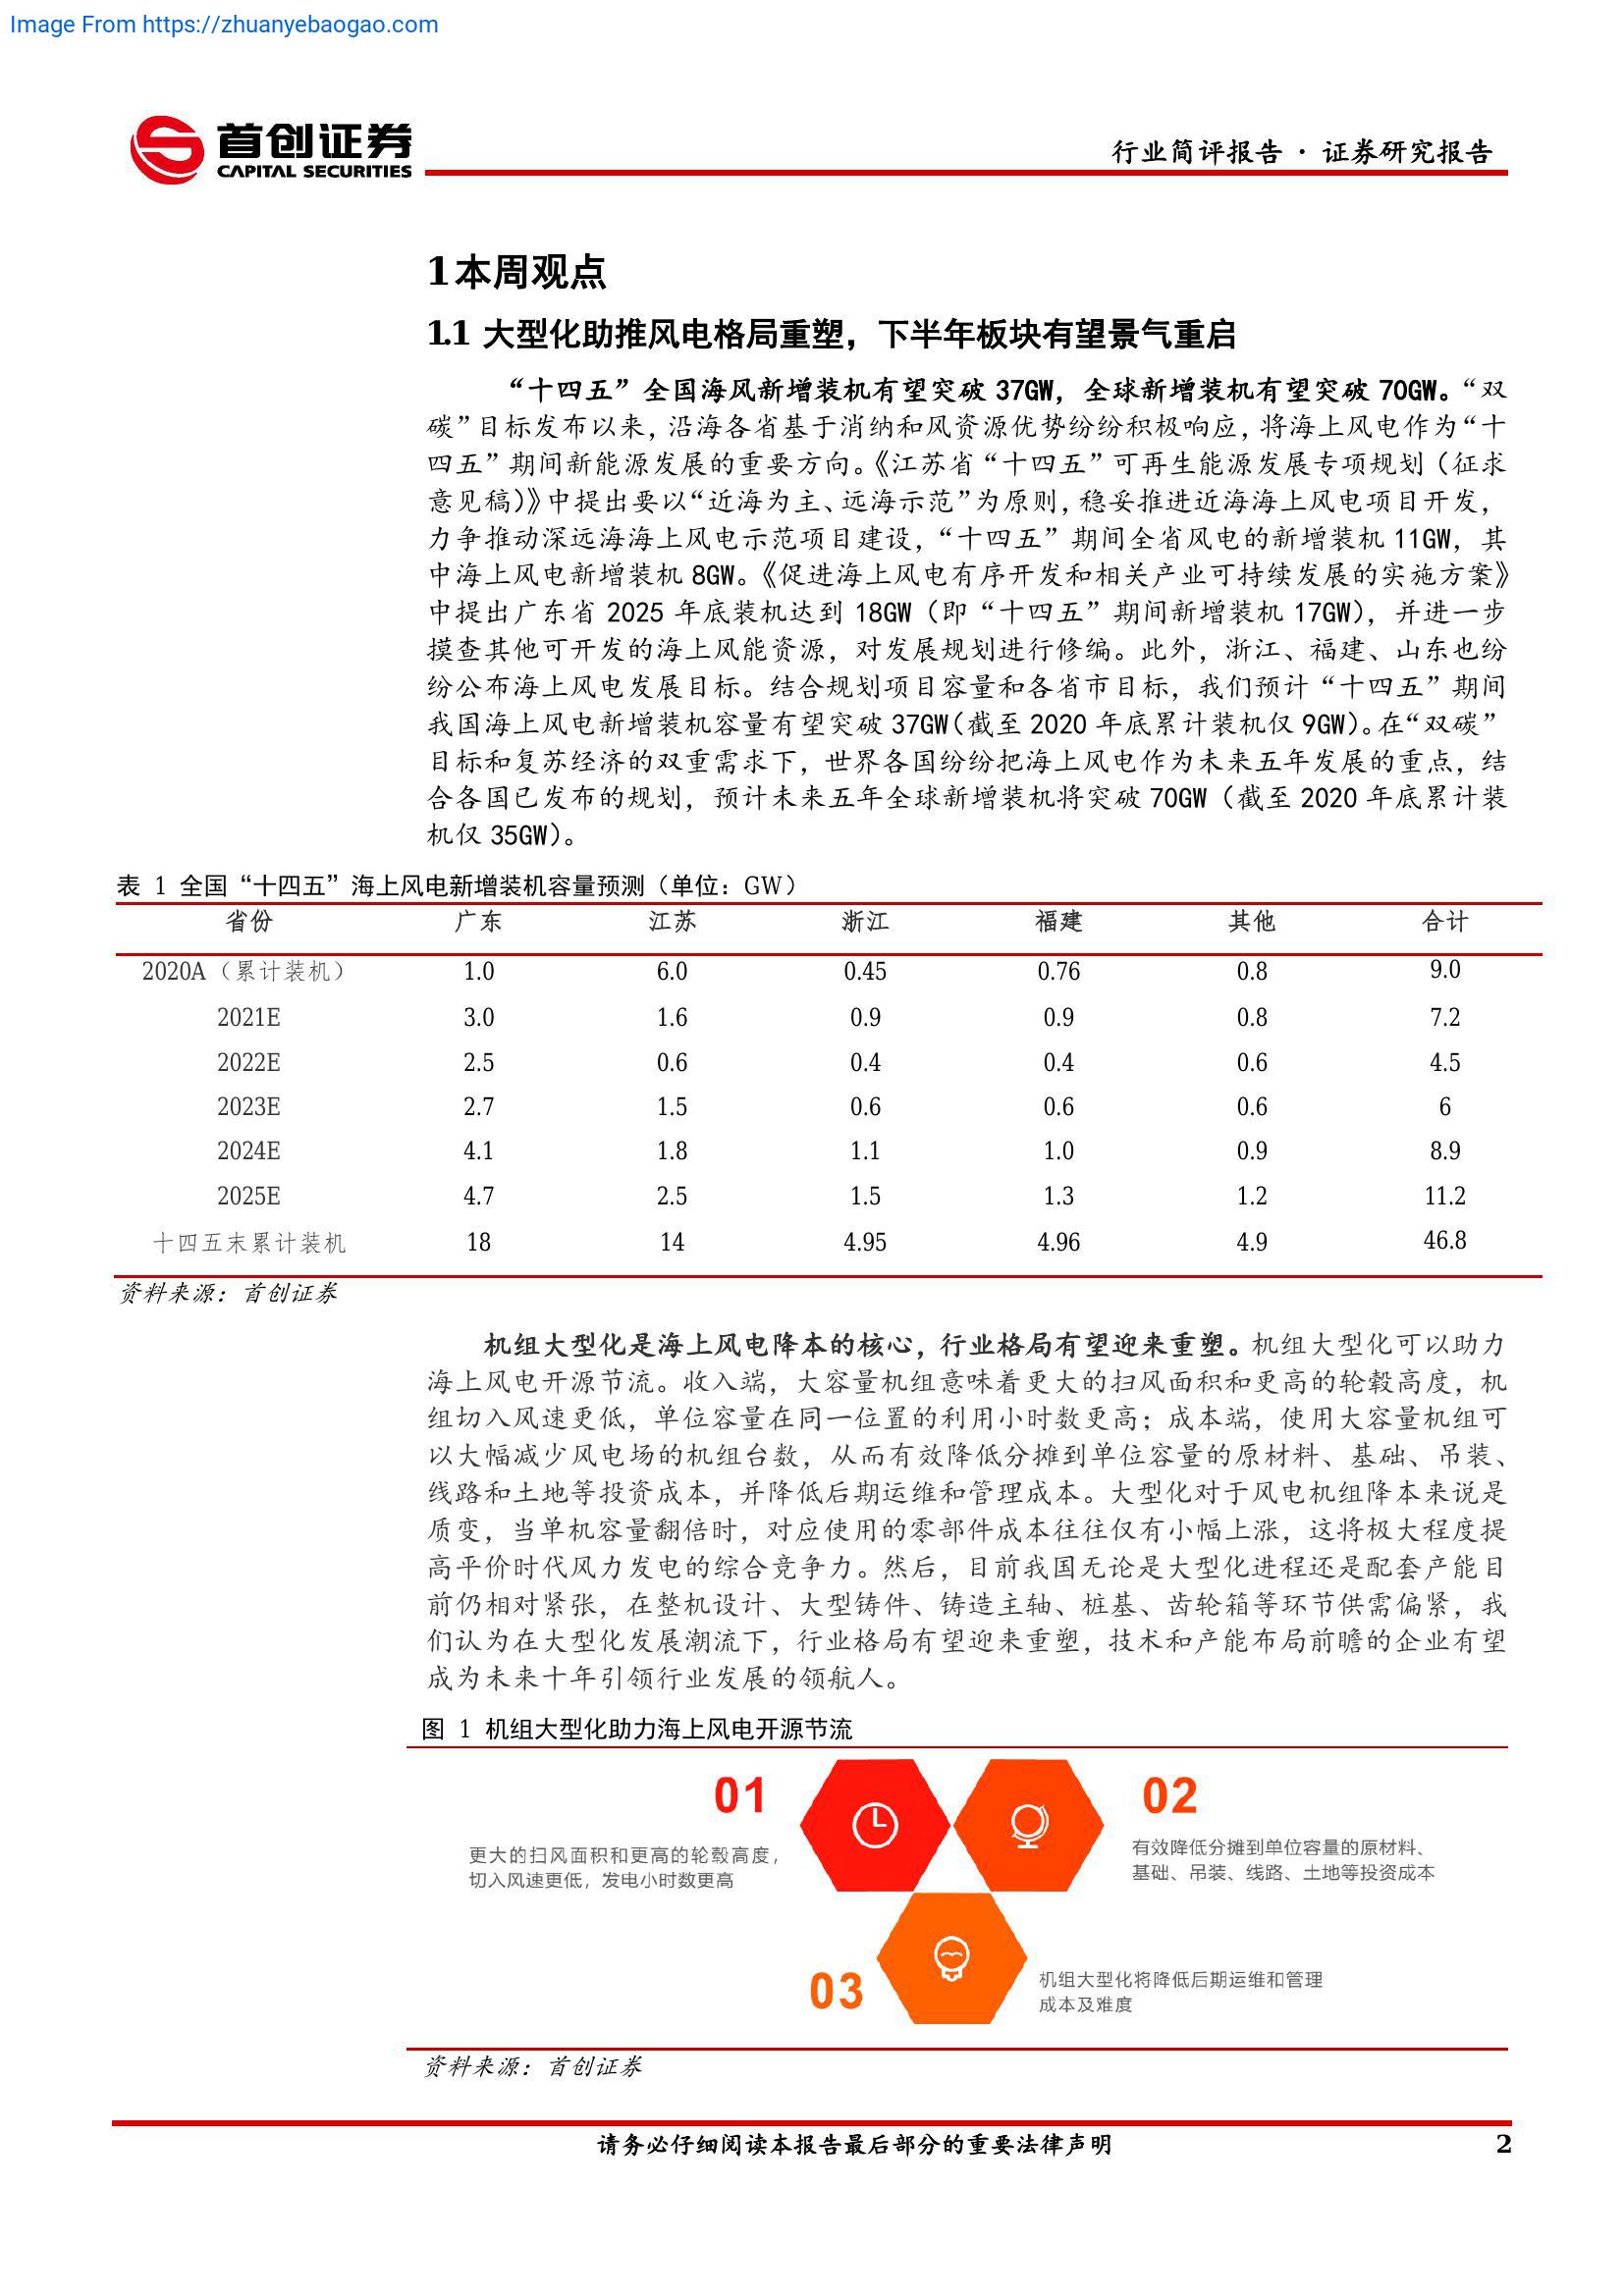 Image From https://zhuanyebaogao.com
首创证券
CAPITAL SECURITIES
行业简评报告 · 证券研究报告
1本周观点
1.1 大型化助推风电格局重塑，下半年板块有望景气重启
“十四五”全国海风新增装机有望突破 37GW，全球新增装机有望突破 70GW。“双
碳”目标发布以来，沿海各省基于消纳和风资源优势纷纷积极响应，将海上风电作为“十
四五”期间新能源发展的重要方向。《江苏省“十四五”可再生能源发展专项规划（征求
意见稿）》中提出要以“近海为主、远海示范”为原则，稳妥推进近海海上风电项目开发，
力争推动深远海海上风电示范项目建设，“十四五”期间全省风电的新增装机 11GW，其
中海上风电新增装机 8GW。《促进海上风电有序开发和相关产业可持续发展的实施方案》
中提出广东省 2025 年底装机达到 18GW（即“十四五”期间新增装机 17GW），并进一步
摸查其他可开发的海上风能资源，对发展规划进行修编。此外，浙江、福建、山东也纷
纷公布海上风电发展目标。结合规划项目容量和各省市目标，我们预计“十四五”期间
我国海上风电新增装机容量有望突破 37GW（截至 2020 年底累计装机仅 9GW）。在“双碳”
目标和复苏经济的双重需求下，世界各国纷纷把海上风电作为未来五年发展的重点，结
合各国已发布的规划，预计未来五年全球新增装机将突破 70GW（截至 2020 年底累计装
机仅 35GW）。
表 1 全国“十四五”海上风电新增装机容量预测（单位：GW）
省份 广东 江苏 浙江 福建 其他 合计
2020A（累计装机） 1.0 6.0 0.45 0.76 0.8 9.0
2021E 3.0 1.6 0.9 0.9 0.8 7.2
2022E 2.5 0.6 0.4 0.4 0.6 4.5
2023E 2.7 1.5 0.6 0.6 0.6 6
2024E 4.1 1.8 1.1 1.0 0.9 8.9
2025E 4.7 2.5 1.5 1.3 1.2 11.2
十四五末累计装机 18 14 4.95 4.96 4.9 46.8
资料来源：首创证券
机组大型化是海上风电降本的核心，行业格局有望迎来重塑。机组大型化可以助力
海上风电开源节流。收入端，大容量机组意味着更大的扫风面积和更高的轮毂高度，机
组切入风速更低，单位容量在同一位置的利用小时数更高；成本端，使用大容量机组可
以大幅减少风电场的机组台数，从而有效降低分摊到单位容量的原材料、基础、吊装、
线路和土地等投资成本，并降低后期运维和管理成本。大型化对于风电机组降本来说是
质变，当单机容量翻倍时，对应使用的零部件成本往往仅有小幅上涨，这将极大程度提
高平价时代风力发电的综合竞争力。然后，目前我国无论是大型化进程还是配套产能目
前仍相对紧张，在整机设计、大型铸件、铸造主轴、桩基、齿轮箱等环节供需偏紧，我
们认为在大型化发展潮流下，行业格局有望迎来重塑，技术和产能布局前瞻的企业有望
成为未来十年引领行业发展的领航人。
图 1 机组大型化助力海上风电开源节流
01
更大的扫风面积和更高的轮毂高度，
切入风速更低，发电小时数更高
02
有效降低分摊到单位容量的原材料、
基础、吊装、线路、土地等投资成本
03
机组大型化将降低后期运维和管理
成本及难度
资料来源：首创证券
请务必仔细阅读本报告最后部分的重要法律声明 2